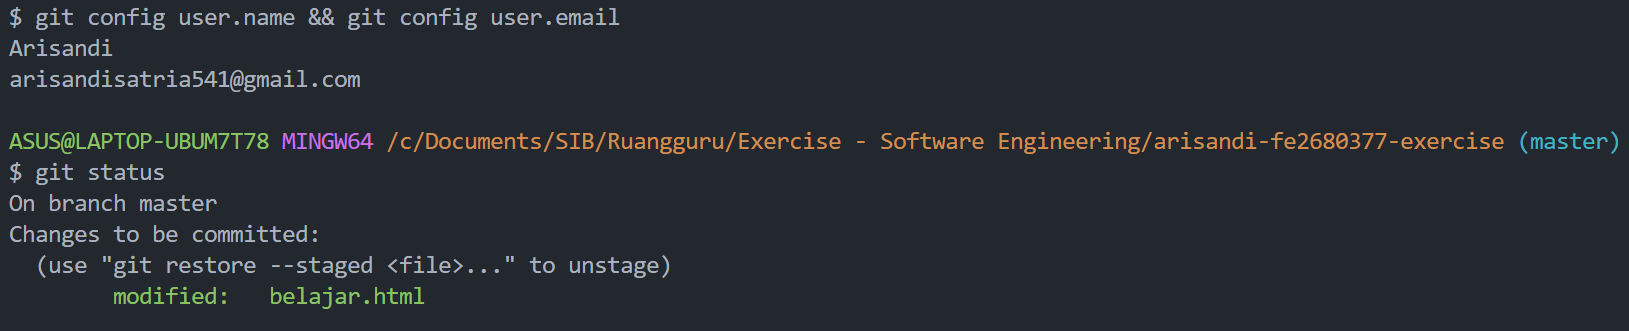 $ git config user.name && git config user.email
Arisandi
arisandisatria541@gmail.com
ASUS@LAPTOP-UBUM7T78 MINGW64 /c/Documents/SIB/Ruangguru/Exercise - Software Engineering/arisandi-fe2680377-exercise (master)
$ git status
On branch master
Changes to be committed:
  (use "git restore --staged <file>..." to unstage)
        modified:   belajar.html